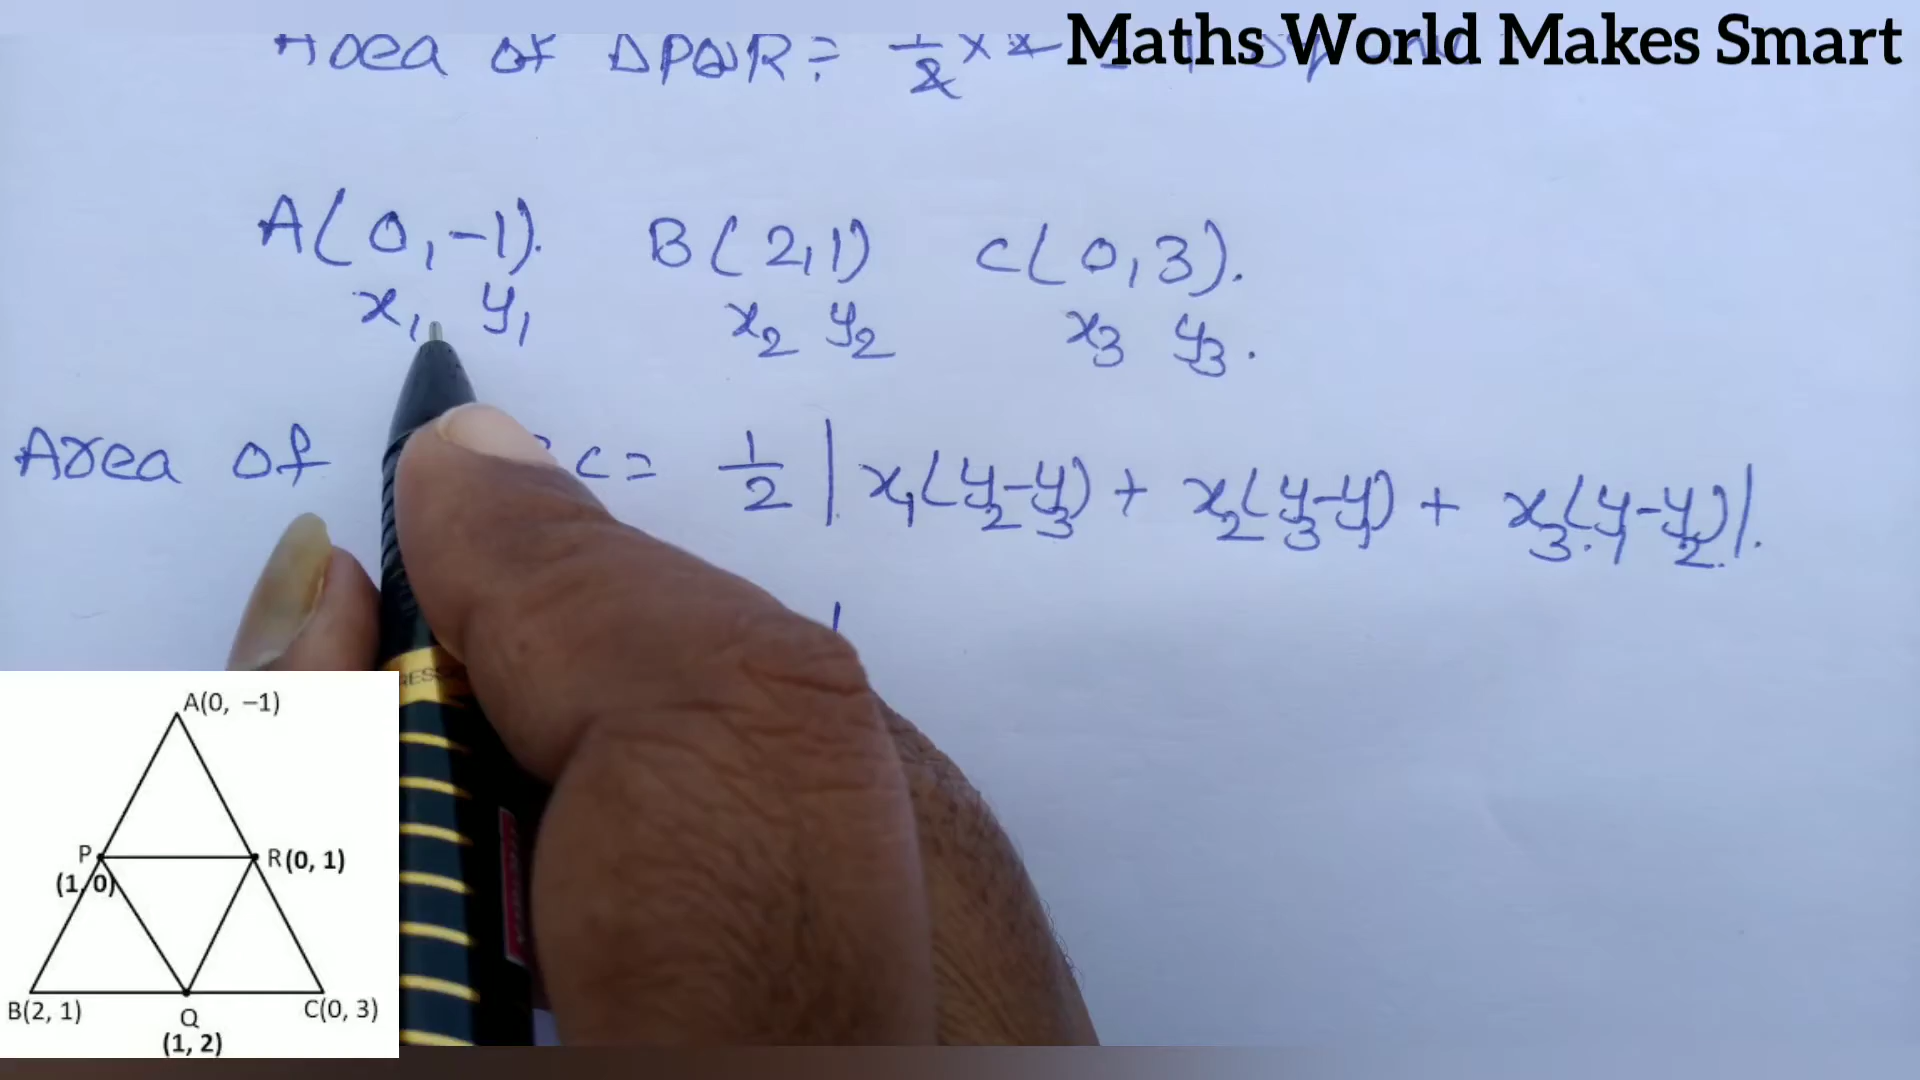 Maths World Makes Smart
Area of ΔPQR = 1/2 ×
A(0, -1). B(2, 1) C(0, 3).
x₁, y₁ x₂ y₂ x₃ y₃.
Area of C = 1/2 | x₁(y₂-y₃) + x₂(y₃-y₁) + x₃(y₁-y₂)|.
A(0, −1)
P R(0, 1)
(1, 0)
B(2, 1) Q C(0, 3)
(1, 2)